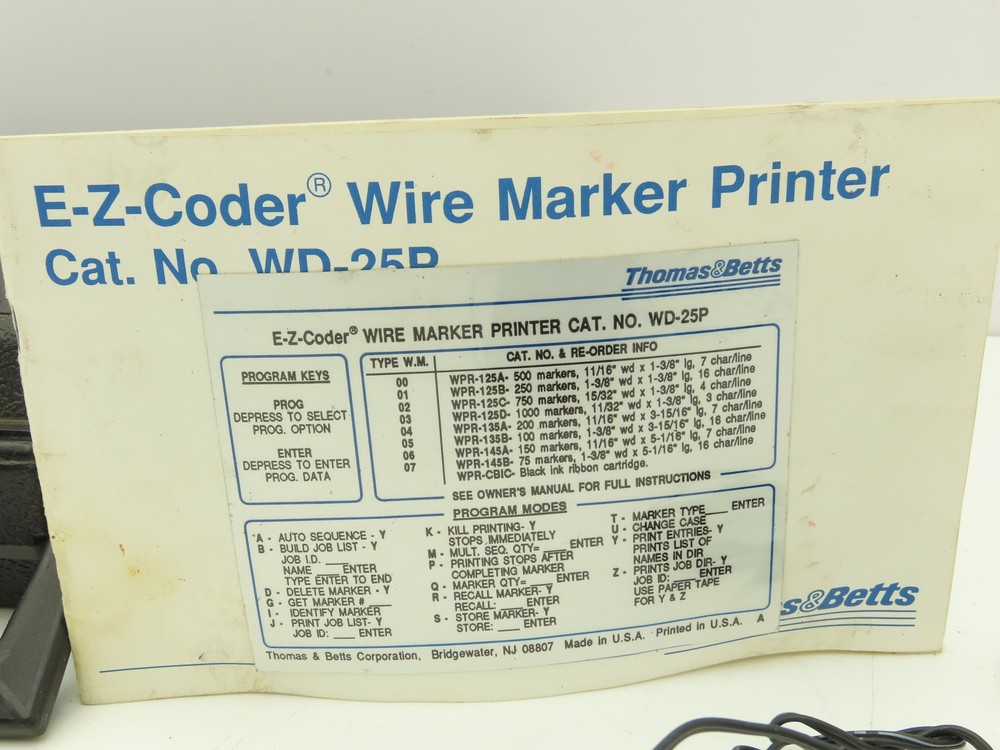 E-Z-Coder® Wire Marker Printer
Cat. No. WD-25P
Thomas&Betts
E-Z-Coder® WIRE MARKER PRINTER CAT. NO. WD-25P
PROGRAM KEYS
PROG
DEPRESS TO SELECT
PROG. OPTION
ENTER
DEPRESS TO ENTER
PROG. DATA
TYPE W.M. CAT. NO. & RE-ORDER INFO
00 WPR-125A- 500 markers, 11/16" wd x 1-3/8" lg, 7 char/line
01 WPR-125B- 250 markers, 1-3/8" wd x 1-3/8" lg, 16 char/line
02 WPR-125C- 750 markers, 15/32" wd x 1-3/8" lg, 4 char/line
03 WPR-125D- 1000 markers, 11/32" wd x 1-3/8" lg, 3 char/line
04 WPR-135A- 200 markers, 11/16" wd x 3-15/16" lg, 7 char/line
05 WPR-135B- 100 markers, 1-3/8" wd x 3-15/16" lg, 16 char/line
06 WPR-145A- 150 markers, 11/16" wd x 5-1/16" lg, 7 char/line
07 WPR-145B- 75 markers, 1-3/8" wd x 5-1/16" lg, 16 char/line
WPR-CBIC- Black ink ribbon cartridge.
SEE OWNER'S MANUAL FOR FULL INSTRUCTIONS
PROGRAM MODES
A - AUTO SEQUENCE - Y
B - BUILD JOB LIST - Y
JOB I.D. ____
NAME ____ ENTER
TYPE ENTER TO END
D - DELETE MARKER - Y
G - GET MARKER # ____
I - IDENTIFY MARKER
J - PRINT JOB LIST- Y
JOB ID: ____ ENTER
K - KILL PRINTING- Y
STOPS IMMEDIATELY
M - MULT. SEQ. QTY= ____ ENTER
P - PRINTING STOPS AFTER
COMPLETING MARKER
Q - MARKER QTY= ____ ENTER
R - RECALL MARKER- Y
RECALL: ____ ENTER
S - STORE MARKER- Y
STORE: ____ ENTER
T - MARKER TYPE ____ ENTER
U - CHANGE CASE
Y - PRINT ENTRIES- Y
PRINTS LIST OF
NAMES IN DIR
Z - PRINTS JOB DIR- Y
JOB ID: ____ ENTER
USE PAPER TAPE
FOR Y & Z
s&Betts
Thomas & Betts Corporation, Bridgewater, NJ 08807 Made in U.S.A. Printed in U.S.A. A